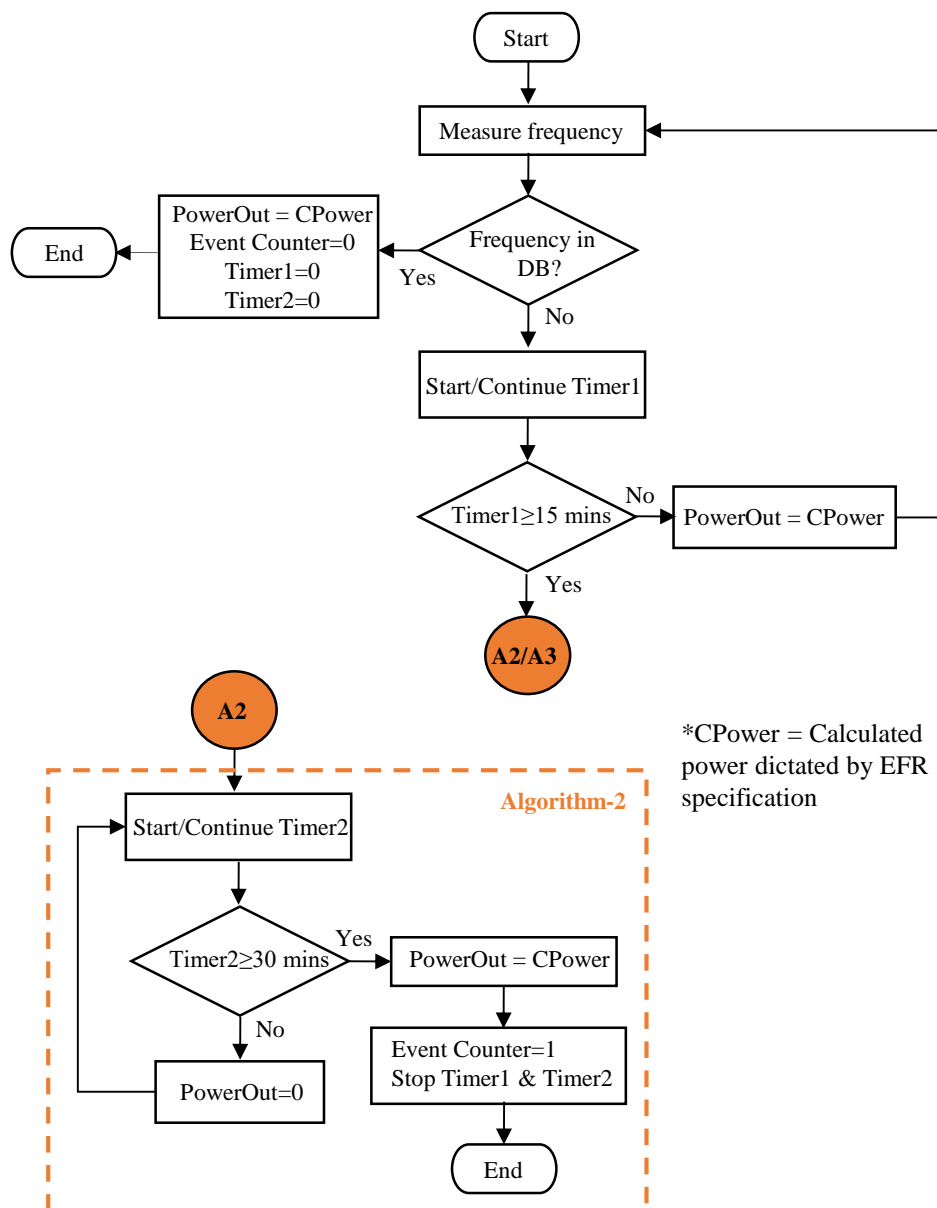 Start
Measure frequency
PowerOut = CPower
Event Counter=0
Timer1=0
Timer2=0
End
Frequency in
DB?
Yes
No
Start/Continue Timer1
Timer1≥15 mins
No
PowerOut = CPower
Yes
A2/A3
A2
*CPower = Calculated
power dictated by EFR
specification
Algorithm-2
Start/Continue Timer2
Timer2≥30 mins
Yes
PowerOut = CPower
No
PowerOut=0
Event Counter=1
Stop Timer1 & Timer2
End